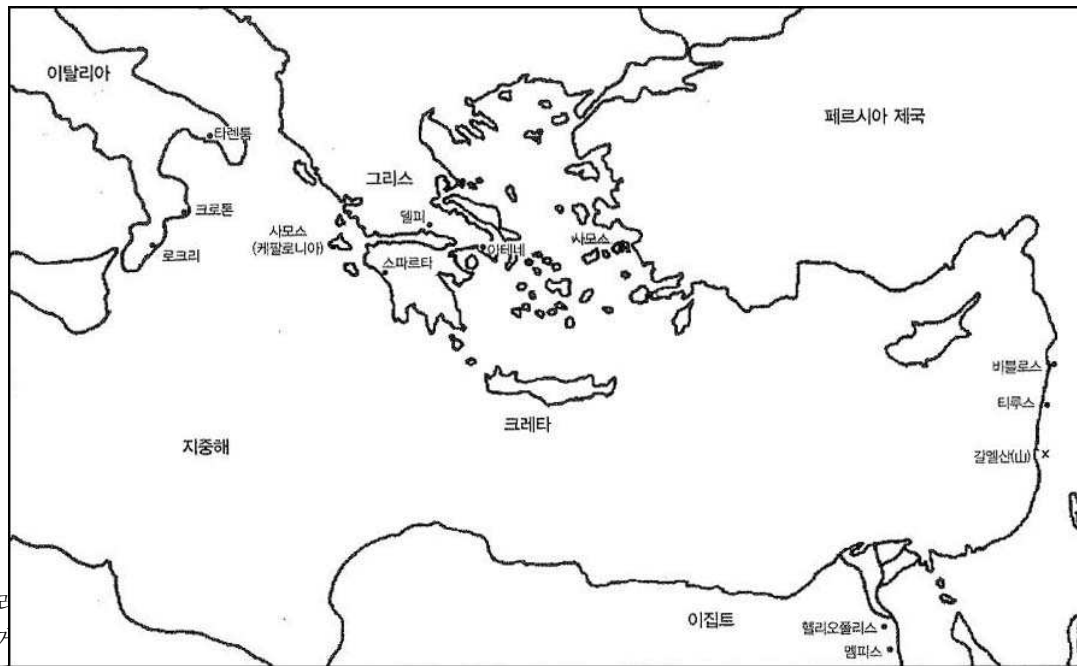 이탈리아
페르시아 제국
타렌툼
그리스
크로톤
델피
사모스
(케팔로니아)
아테네
사모스
로크리
스파르타
비블로스
티루스
크레타
지중해
갈멜산(山)
이집트
헬리오폴리스
멤피스